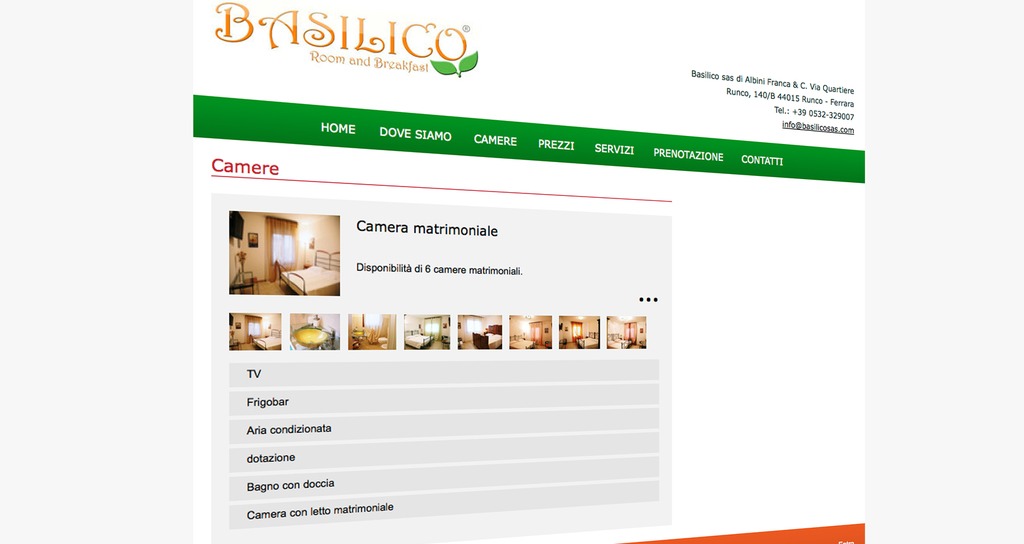 BASILICO®
Room and Breakfast
Basilico sas di Albini Franca & C. Via Quartiere
Runco, 140/B 44015 Runco - Ferrara
Tel.: +39 0532-329007
info@basilicosas.com
HOME DOVE SIAMO CAMERE PREZZI SERVIZI PRENOTAZIONE CONTATTI
Camere
Camera matrimoniale
Disponibilità di 6 camere matrimoniali.
TV
Frigobar
Aria condizionata
dotazione
Bagno con doccia
Camera con letto matrimoniale